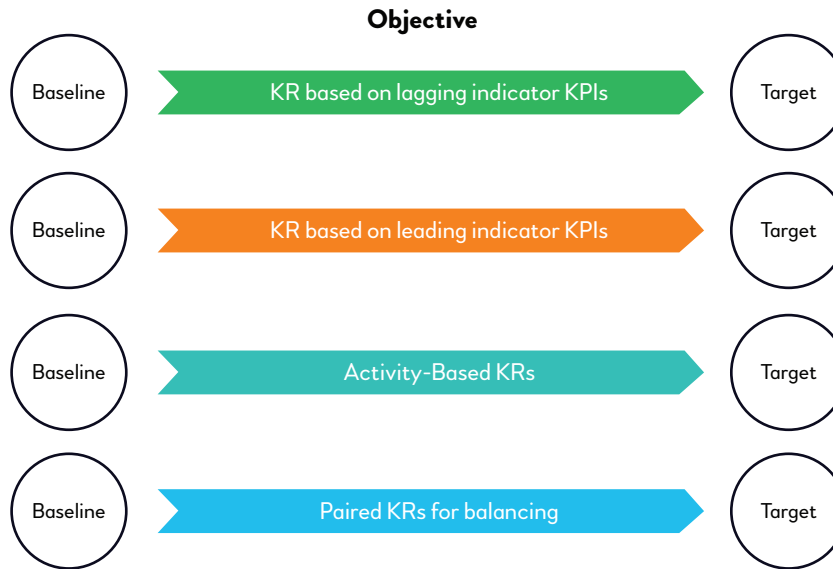 Objective
Baseline KR based on lagging indicator KPIs Target
Baseline KR based on leading indicator KPIs Target
Baseline Activity-Based KRs Target
Baseline Paired KRs for balancing Target